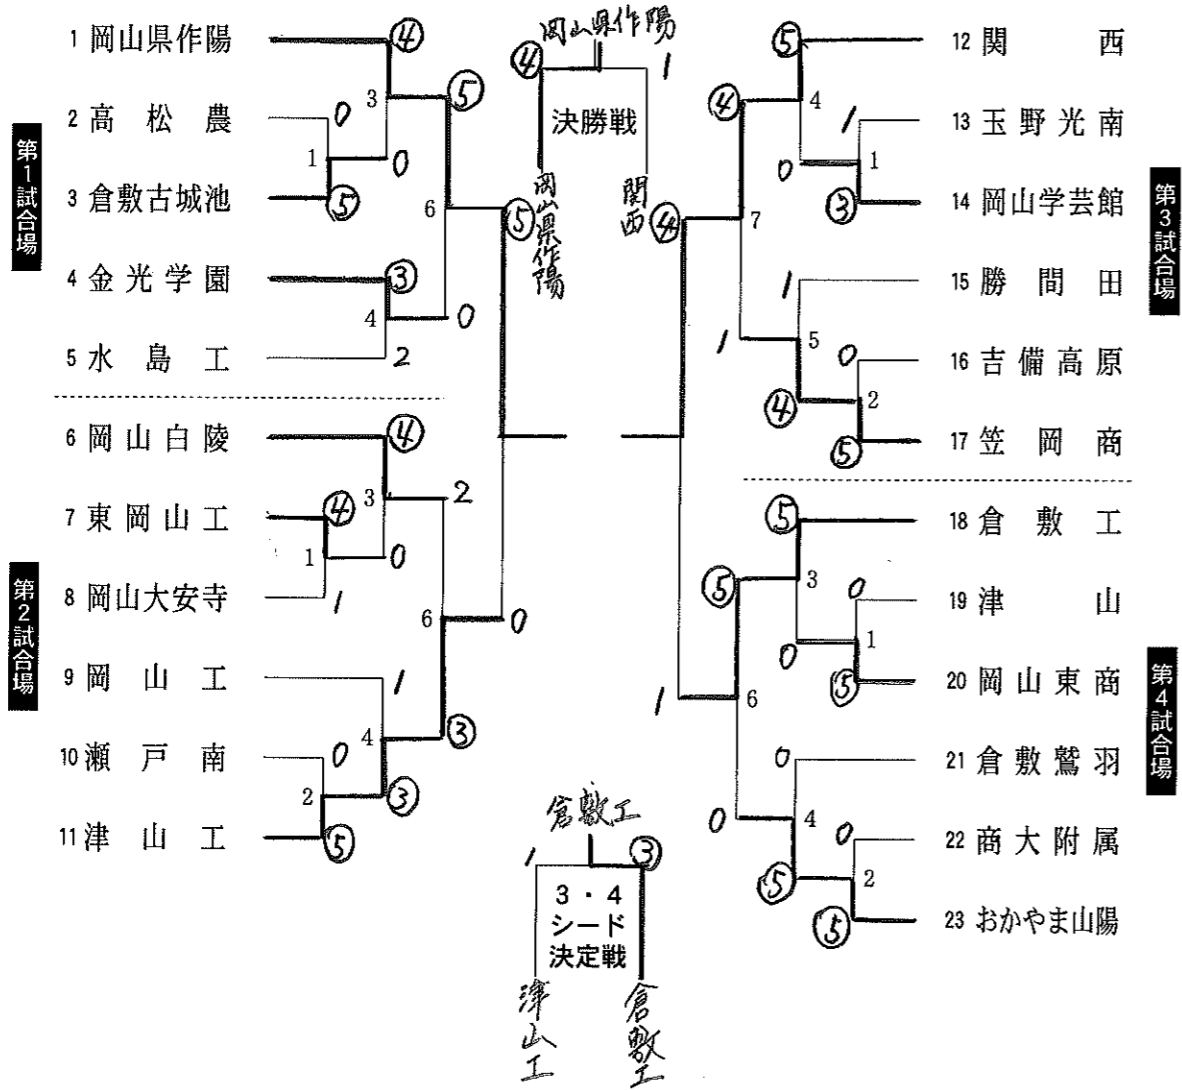 第1試合場
1 岡山県作陽 ④
2 高松農 0
3 倉敷古城池 ⑤
1
0
3
⑤
4 金光学園 ③
5 水島工 2
4
0
6
⑤
第2試合場
6 岡山白陵 ④
7 東岡山工 ④
8 岡山大安寺 1
1
0
3
2
9 岡山工 1
10 瀬戸南 0
11 津山工 ⑤
2
③
4
③
6
0
岡山県作陽
④ 1
決勝戦
岡山県作陽
関西
第3試合場
⑤ 12 関西
1 13 玉野光南
③ 14 岡山学芸館
1
0
4
④
1 15 勝間田
0 16 吉備高原
⑤ 17 笠岡商
2
④
5
1
7
④
第4試合場
⑤ 18 倉敷工
0 19 津山
⑤ 20 岡山東商
1
0
3
⑤
0 21 倉敷鷲羽
0 22 商大附属
⑤ 23 おかやま山陽
2
⑤
4
0
6
1
倉敷工
1 ③
3・4
シード
決定戦
津山工
倉敷工